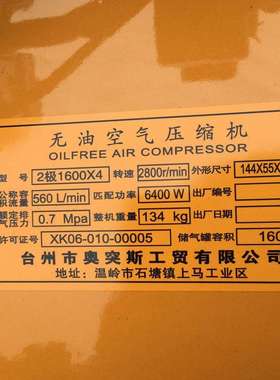 无油空气压缩机
OILFREE AIR COMPRESSOR
型号 2极1600X4 转速 2800r/min 外形尺寸 144X55X
公称容积流量 560 L/min 匹配功率 6400 W 出厂编号
额定排气压力 0.7 Mpa 整机重量 134 kg 出厂日期
许可证号 XK06-010-00005 储气罐容积 160
台州市奥突斯工贸有限公司
地址：温岭市石塘镇上马工业区